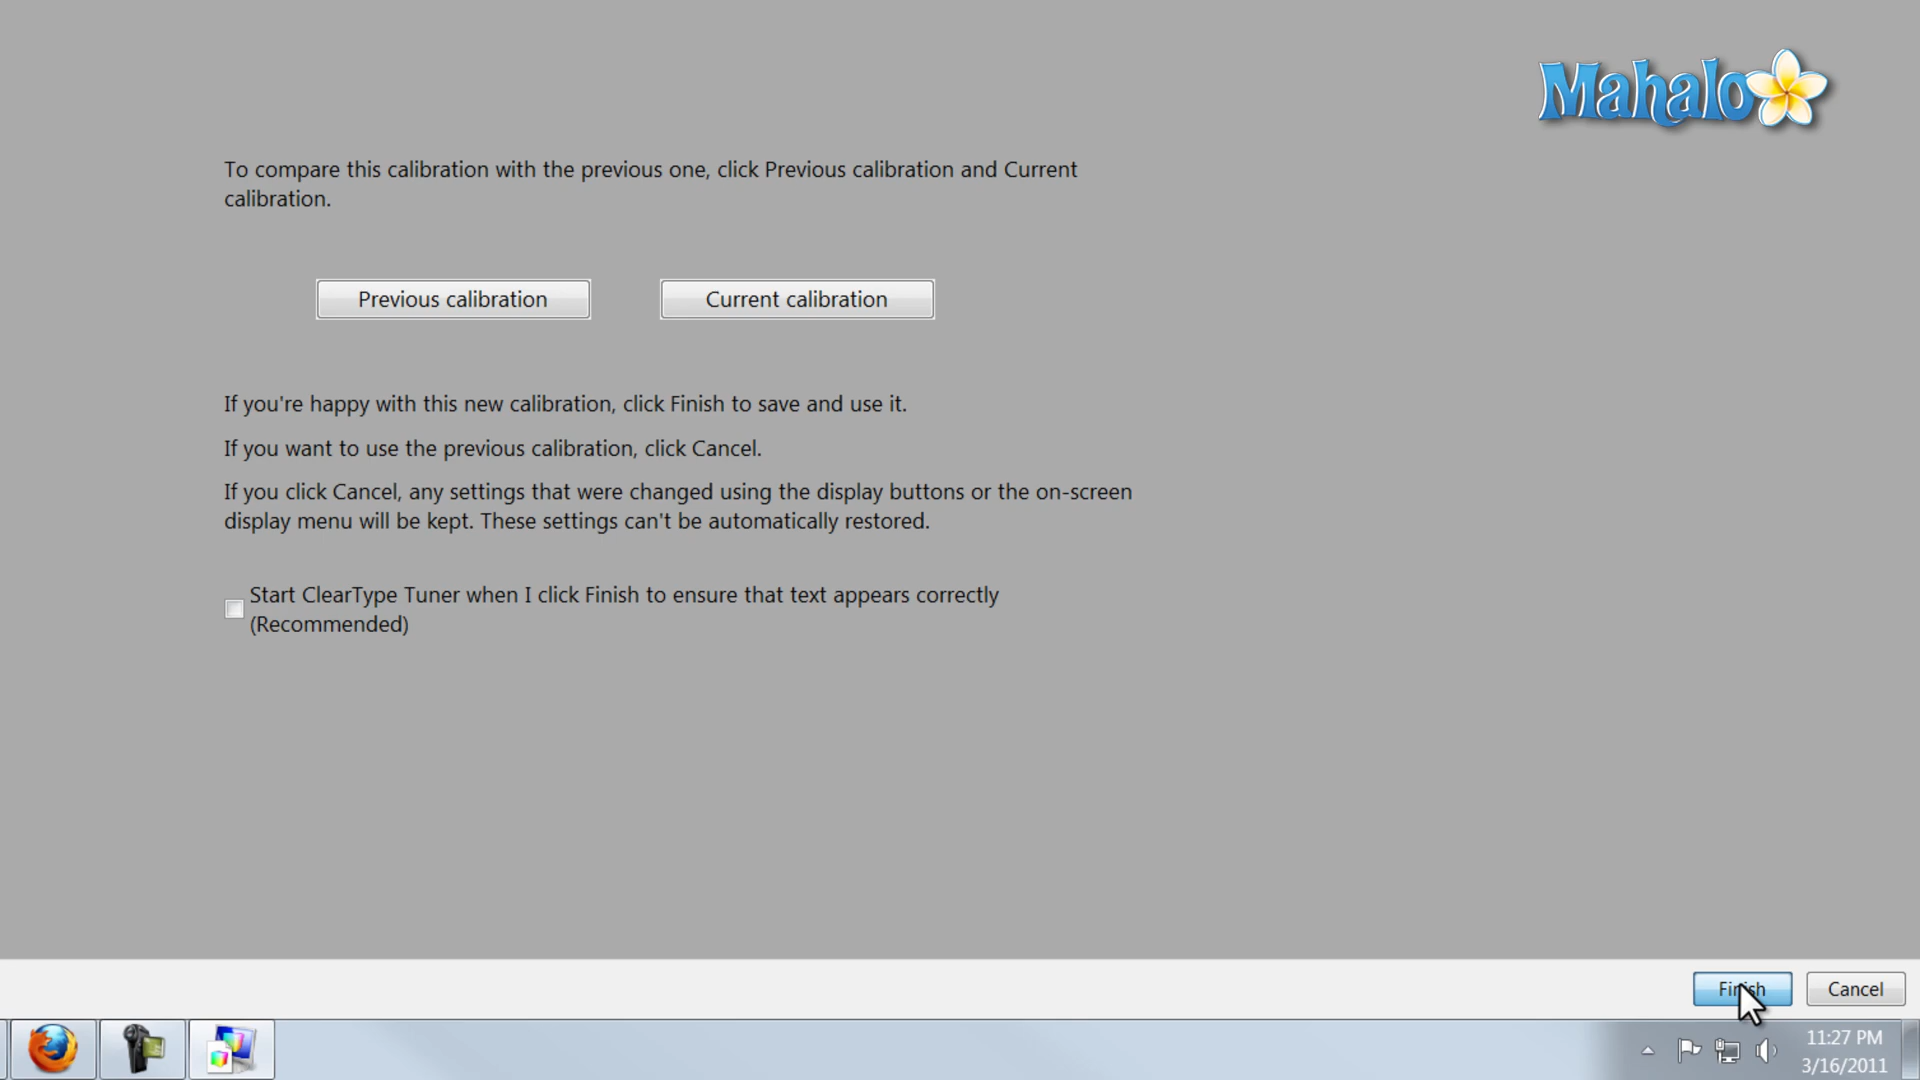 Mahalo
To compare this calibration with the previous one, click Previous calibration and Current
calibration.
Previous calibration
Current calibration
If you're happy with this new calibration, click Finish to save and use it.
If you want to use the previous calibration, click Cancel.
If you click Cancel, any settings that were changed using the display buttons or the on-screen
display menu will be kept. These settings can't be automatically restored.
Start ClearType Tuner when I click Finish to ensure that text appears correctly
(Recommended)
Finish
Cancel
11:27 PM
3/16/2011